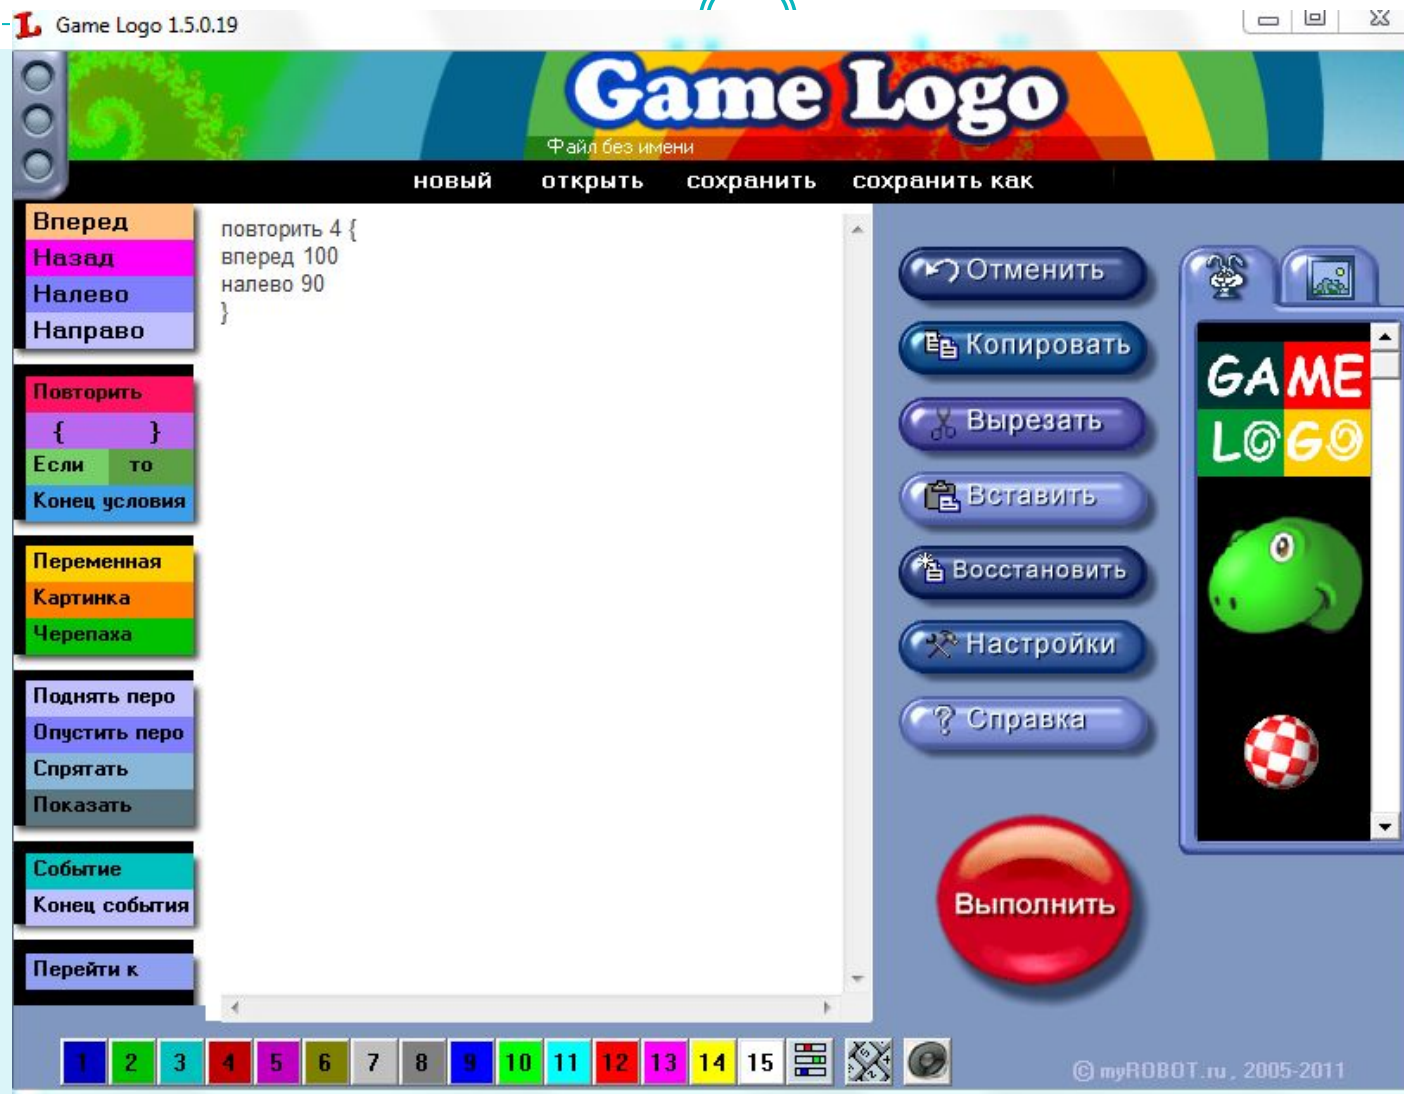 Game Logo 1.5.0.19
Game Logo
Файл без имени
новый открыть сохранить сохранить как
Вперед
Назад
Налево
Направо
Повторить
{ }
Если то
Конец условия
Переменная
Картинка
Черепаха
Поднять перо
Опустить перо
Спрятать
Показать
Событие
Конец события
Перейти к
повторить 4 {
вперед 100
налево 90
}
Отменить
Копировать
Вырезать
Вставить
Восстановить
Настройки
Справка
Выполнить
GAME
LOGO
1 2 3 4 5 6 7 8 9 10 11 12 13 14 15
© myROBOT.ru, 2005-2011